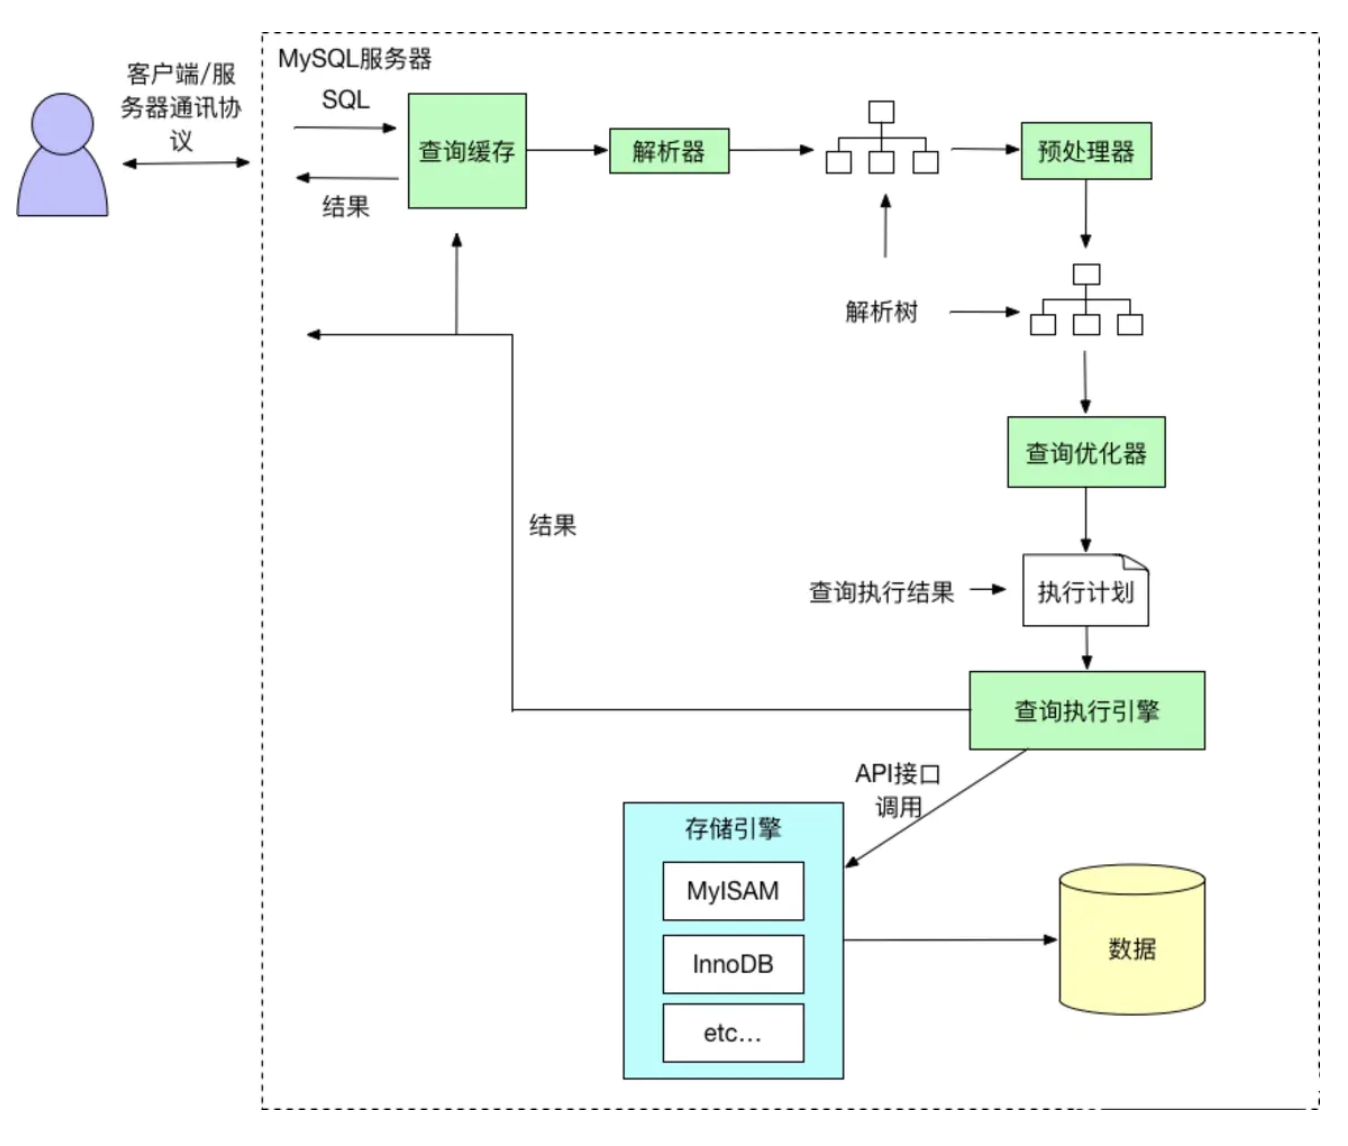 MySQL服务器
客户端/服
务器通讯协
议
SQL
结果
查询缓存
解析器
预处理器
解析树
查询优化器
结果
查询执行结果
执行计划
查询执行引擎
API接口
调用
存储引擎
MyISAM
InnoDB
etc...
数据